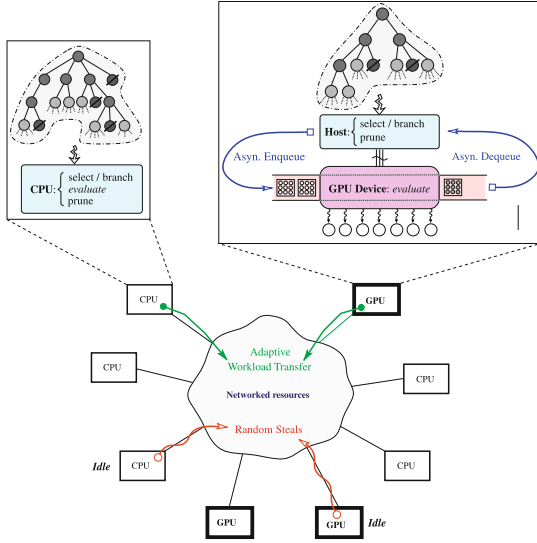 select / branch
CPU: evaluate
prune
Host: select / branch
prune
Asyn. Enqueue
Asyn. Dequeue
GPU Device: evaluate
CPU
GPU
Adaptive
Workload Transfer
CPU
CPU
Networked resources
Random Steals
Idle
CPU
CPU
GPU
GPU
Idle